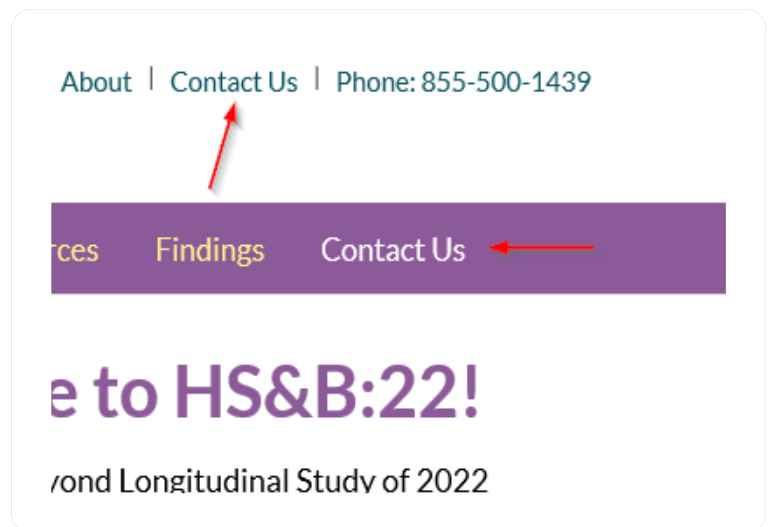 About | Contact Us | Phone: 855-500-1439
rces Findings Contact Us
e to HS&B:22!
yond Longitudinal Study of 2022